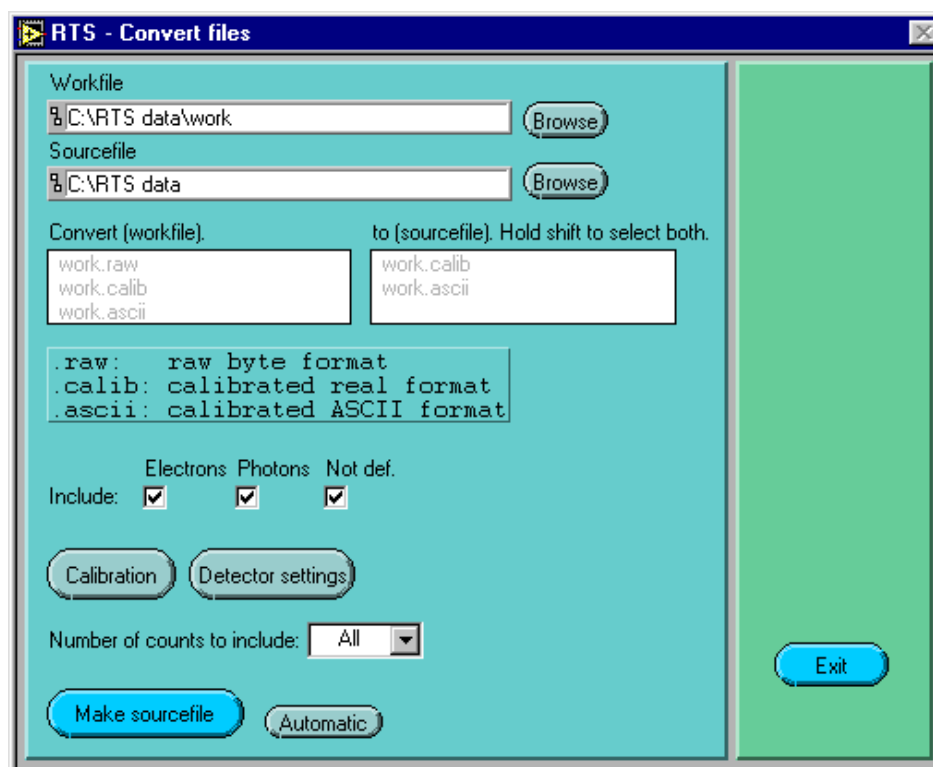 RTS - Convert files
Workfile
C:\RTS data\work
Browse
Sourcefile
C:\RTS data
Browse
Convert (workfile).
to (sourcefile). Hold shift to select both.
work.raw
work.calib
work.ascii
work.calib
work.ascii
.raw:   raw byte format
.calib: calibrated real format
.ascii: calibrated ASCII format
Electrons Photons Not def.
Include:
Calibration
Detector settings
Number of counts to include: All
Exit
Make sourcefile
Automatic